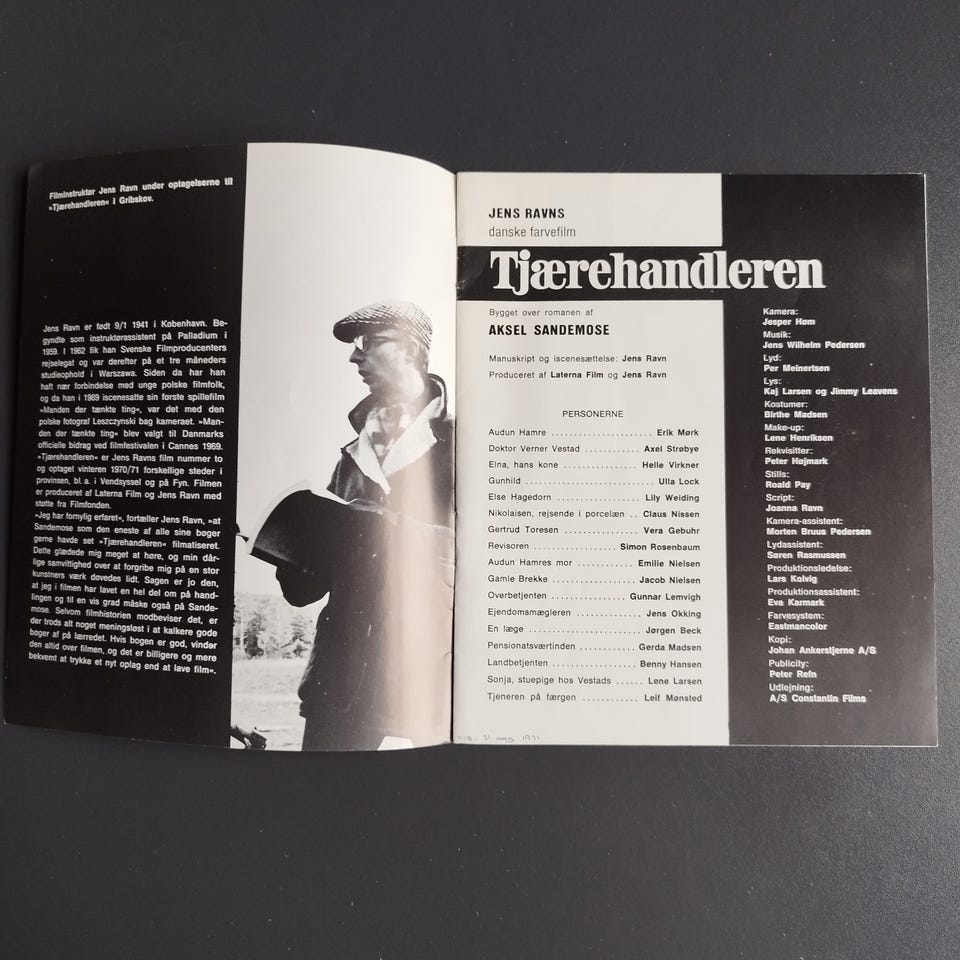 Filminstruktør Jens Ravn under optagelserne til
»Tjærehandleren« i Gribskov.
Jens Ravn er født 9/1 1941 i København. Be-
gyndte som instruktørassistent på Palladium i
1959. I 1962 fik han Svenske Filmproducenters
rejselegat og var derefter på et tre måneders
studieophold i Warszawa. Siden da har han
haft nær forbindelse med unge polske filmfolk,
og da han i 1969 iscenesatte sin første spillefilm
»Manden der tænkte ting«, var det med den
polske fotograf Leszczynski bag kameraet. »Man-
den der tænkte ting« blev valgt til Danmarks
officielle bidrag ved filmfestivalen i Cannes 1969.
»Tjærehandleren« er Jens Ravns film nummer to
og optaget vinteren 1970/71 forskellige steder i
provinsen, bl. a. i Vendsyssel og på Fyn. Filmen
er produceret af Laterna Film og Jens Ravn med
støtte fra Filmfonden.
»Jeg har fornylig erfaret«, fortæller Jens Ravn, »at
Sandemose som den eneste af alle sine bøger
gerne havde set »Tjærehandleren« filmatiseret.
Dette glædede mig meget at høre, og min dår-
lige samvittighed over at forgribe mig på en stor
kunstners værk dovedes lidt. Sagen er jo den,
at jeg i filmen har lavet en hel del om på hand-
lingen og til en vis grad måske også på Sande-
mose. Selvom filmhistorien modbeviser det, er
der trods alt noget meningsløst i at kalkere gode
bøger af på lærredet. Hvis bogen er god, vinder
den altid over filmen, og det er billigere og mere
bekvemt at trykke et nyt oplag end at lave film«.
JENS RAVNS
danske farvefilm
Tjærehandleren
Bygget over romanen af
AKSEL SANDEMOSE
Manuskript og iscenesættelse: Jens Ravn
Produceret af Laterna Film og Jens Ravn
PERSONERNE
Audun Hamre .......................... Erik Mørk
Doktor Verner Vestad ............ Axel Strøbye
Elna, hans kone ................ Helle Virkner
Gunhild ............................ Ulla Lock
Else Hagedorn ................... Lily Weiding
Nikolaisen, rejsende i porcelæn .. Claus Nissen
Gertrud Toresen ................. Vera Gebuhr
Revisoren .................. Simon Rosenbaum
Audun Hamres mor ............ Emilie Nielsen
Gamle Brekke .................. Jacob Nielsen
Overbetjenten ............... Gunnar Lemvigh
Ejendomsmægleren ............... Jens Okking
En læge ......................... Jørgen Beck
Pensionatsværtinden ............ Gerda Madsen
Landbetjenten .................. Benny Hansen
Sonja, stuepige hos Vestads ...... Lene Larsen
Tjeneren på færgen ............. Leif Mønsted
21 aug 1971
Kamera:
Jesper Høm
Musik:
Jens Wilhelm Pedersen
Lyd:
Per Meinertsen
Lys:
Kaj Larsen og Jimmy Leavens
Kostumer:
Birthe Madsen
Make-up:
Lene Henriksen
Rekvisitter:
Peter Højmark
Stills:
Roald Pay
Script:
Joanna Ravn
Kamera-assistent:
Morten Bruus Pedersen
Lydassistent:
Søren Rasmussen
Produktionsledelse:
Lars Kolvig
Produktionsassistent:
Eva Karmark
Farvesystem:
Eastmancolor
Kopi:
Johan Ankerstjerne A/S
Publicity:
Peter Refn
Udlejning:
A/S Constantin Films